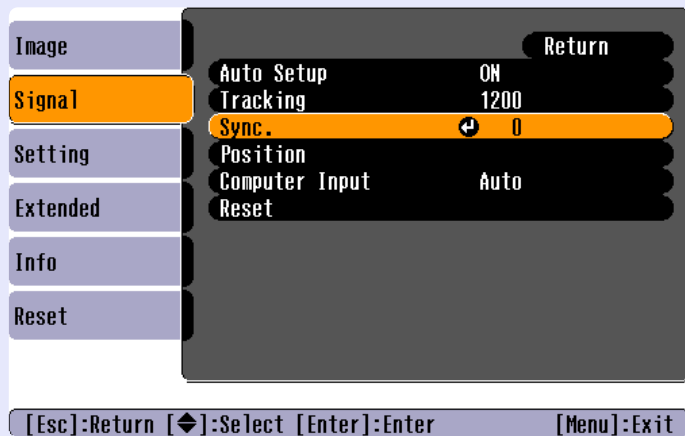 Image
Signal
Setting
Extended
Info
Reset
Return
Auto Setup ON
Tracking 1200
Sync. 0
Position
Computer Input Auto
Reset
[Esc]:Return [◆]:Select [Enter]:Enter [Menu]:Exit